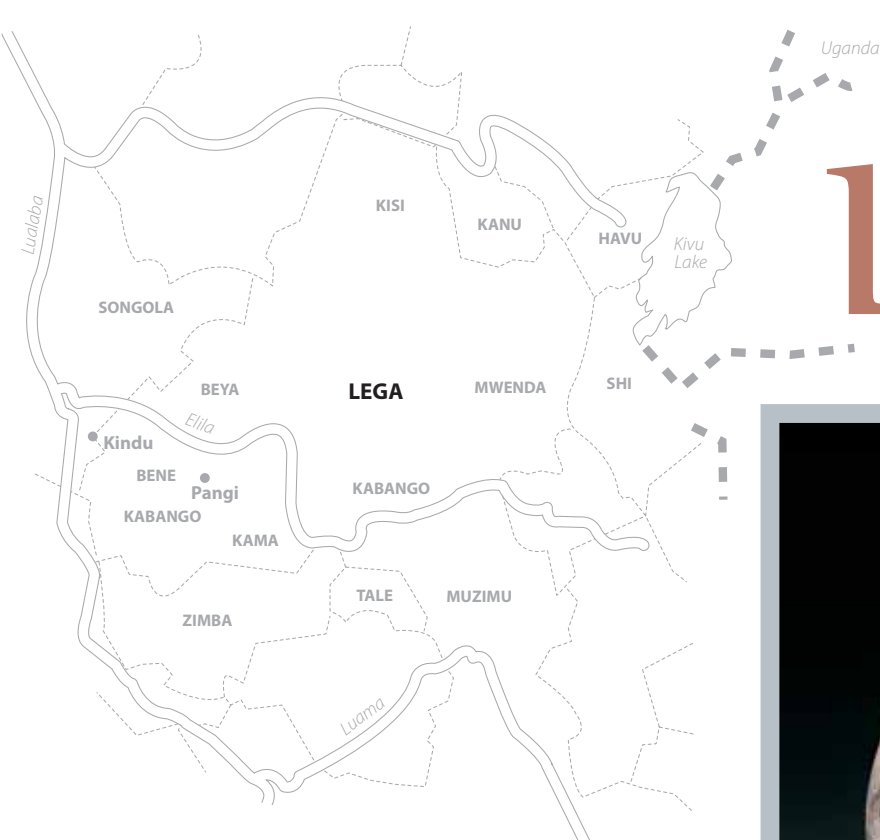 Uganda
Lualaba
KISI
KANU
HAVU
Kivu
Lake
SONGOLA
BEYA
LEGA
MWENDA
SHI
Elila
Kindu
BENE
Pangi
KABANGO
KABANGO
KAMA
TALE
MUZIMU
ZIMBA
Luama